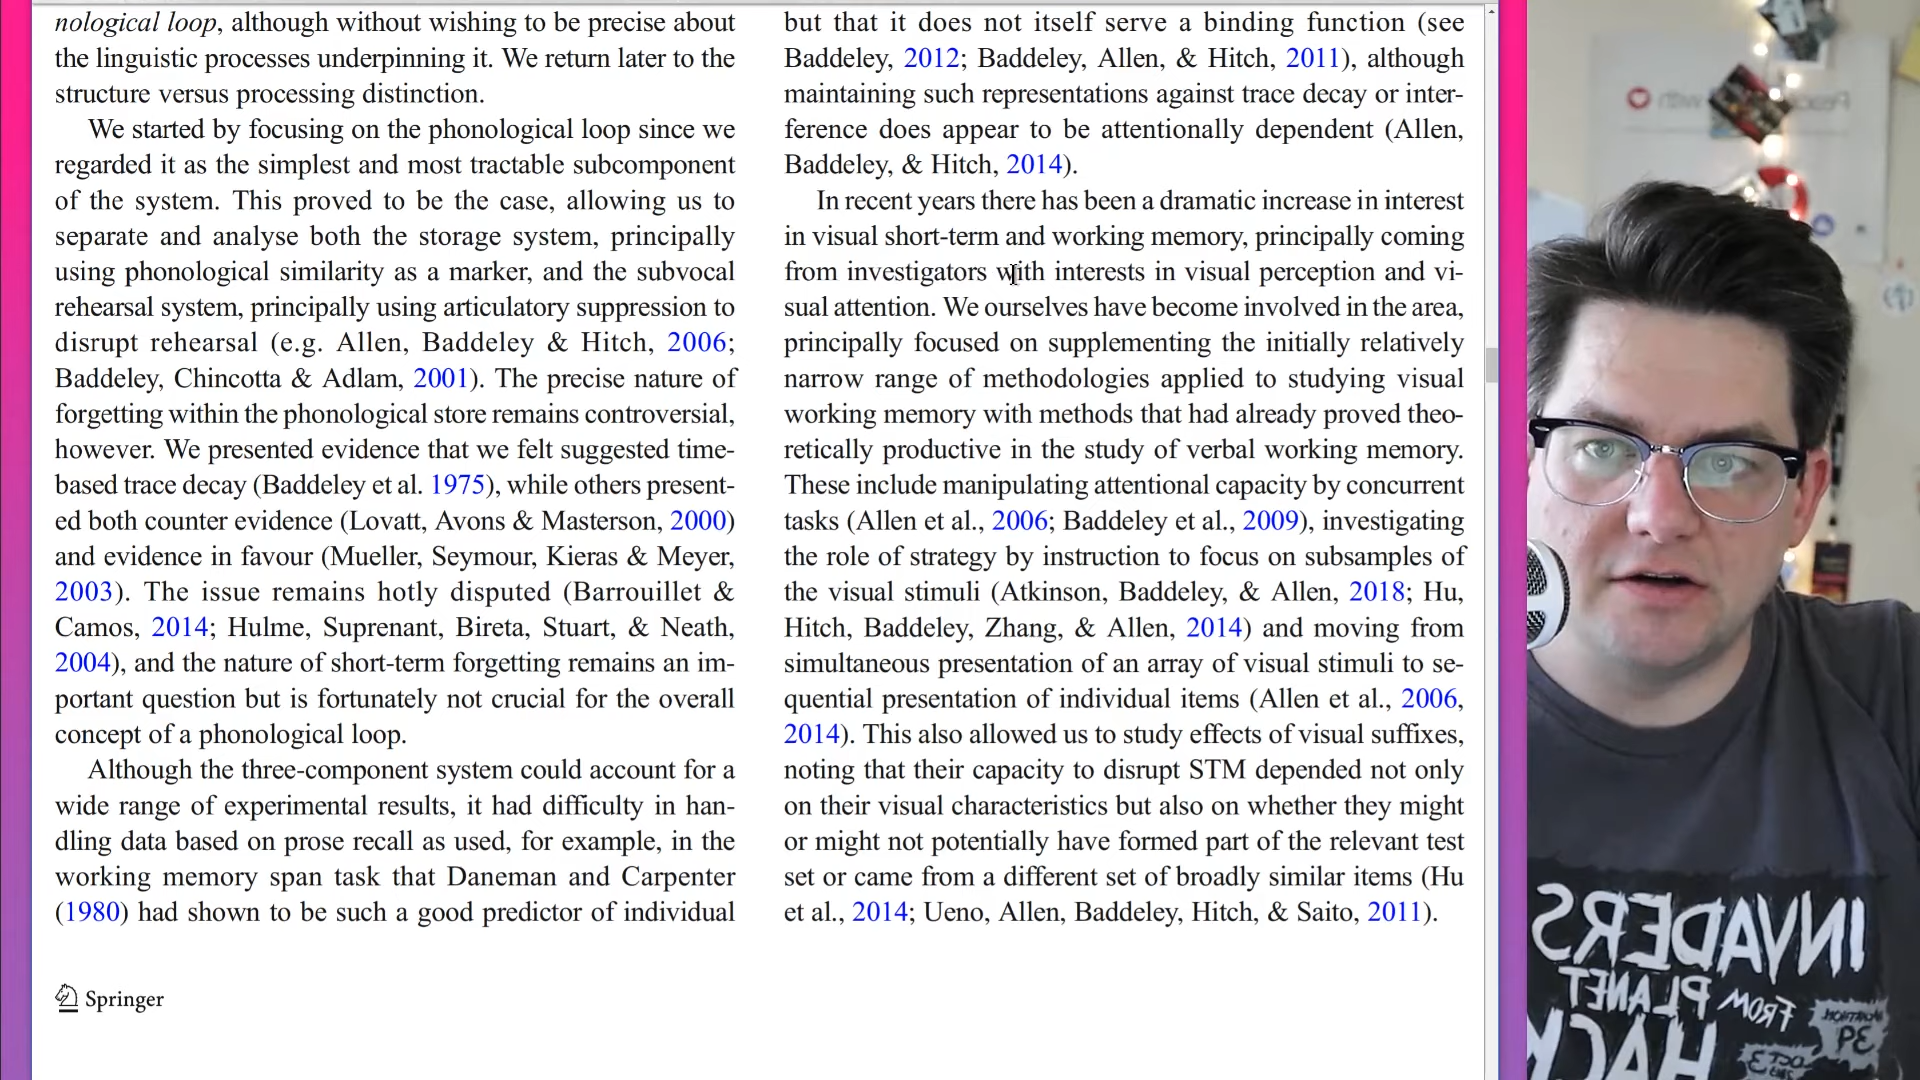 nological loop, although without wishing to be precise about
the linguistic processes underpinning it. We return later to the
structure versus processing distinction.
We started by focusing on the phonological loop since we
regarded it as the simplest and most tractable subcomponent
of the system. This proved to be the case, allowing us to
separate and analyse both the storage system, principally
using phonological similarity as a marker, and the subvocal
rehearsal system, principally using articulatory suppression to
disrupt rehearsal (e.g. Allen, Baddeley & Hitch, 2006;
Baddeley, Chincotta & Adlam, 2001). The precise nature of
forgetting within the phonological store remains controversial,
however. We presented evidence that we felt suggested time-
based trace decay (Baddeley et al. 1975), while others present-
ed both counter evidence (Lovatt, Avons & Masterson, 2000)
and evidence in favour (Mueller, Seymour, Kieras & Meyer,
2003). The issue remains hotly disputed (Barrouillet &
Camos, 2014; Hulme, Suprenant, Bireta, Stuart, & Neath,
2004), and the nature of short-term forgetting remains an im-
portant question but is fortunately not crucial for the overall
concept of a phonological loop.
Although the three-component system could account for a
wide range of experimental results, it had difficulty in han-
dling data based on prose recall as used, for example, in the
working memory span task that Daneman and Carpenter
(1980) had shown to be such a good predictor of individual
but that it does not itself serve a binding function (see
Baddeley, 2012; Baddeley, Allen, & Hitch, 2011), although
maintaining such representations against trace decay or inter-
ference does appear to be attentionally dependent (Allen,
Baddeley, & Hitch, 2014).
In recent years there has been a dramatic increase in interest
in visual short-term and working memory, principally coming
from investigators with interests in visual perception and vi-
sual attention. We ourselves have become involved in the area,
principally focused on supplementing the initially relatively
narrow range of methodologies applied to studying visual
working memory with methods that had already proved theo-
retically productive in the study of verbal working memory.
These include manipulating attentional capacity by concurrent
tasks (Allen et al., 2006; Baddeley et al., 2009), investigating
the role of strategy by instruction to focus on subsamples of
the visual stimuli (Atkinson, Baddeley, & Allen, 2018; Hu,
Hitch, Baddeley, Zhang, & Allen, 2014) and moving from
simultaneous presentation of an array of visual stimuli to se-
quential presentation of individual items (Allen et al., 2006,
2014). This also allowed us to study effects of visual suffixes,
noting that their capacity to disrupt STM depended not only
on their visual characteristics but also on whether they might
or might not potentially have formed part of the relevant test
set or came from a different set of broadly similar items (Hu
et al., 2014; Ueno, Allen, Baddeley, Hitch, & Saito, 2011).
Springer
INVADERS
FROM PLANET
HACK
OCT 3
39